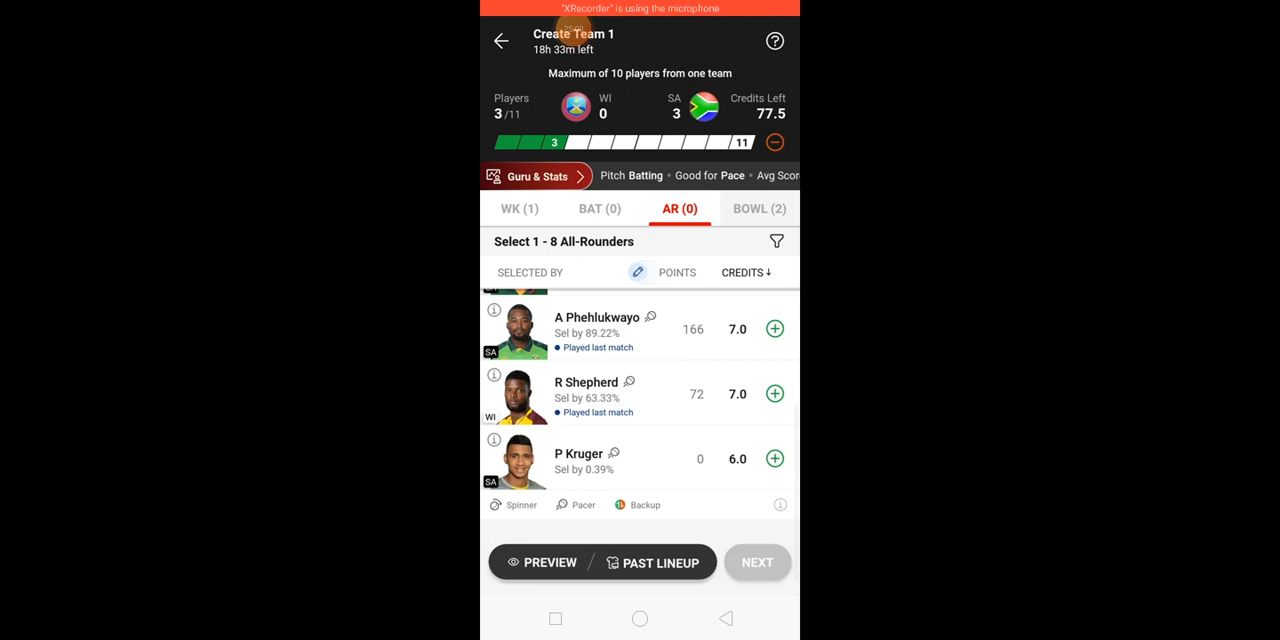 "XRecorder" is using the microphone
Create Team 1
18h 33m left
Maximum of 10 players from one team
Players
3/11
WI
0
SA
3
Credits Left
77.5
3
11
Guru & Stats
Pitch Batting • Good for Pace • Avg Scor
WK (1)
BAT (0)
AR (0)
BOWL (2)
Select 1 - 8 All-Rounders
SELECTED BY
POINTS
CREDITS ↓
A Phehlukwayo
Sel by 89.22%
Played last match
166
7.0
SA
R Shepherd
Sel by 63.33%
Played last match
72
7.0
WI
P Kruger
Sel by 0.39%
0
6.0
SA
Spinner
Pacer
Backup
PREVIEW / PAST LINEUP
NEXT